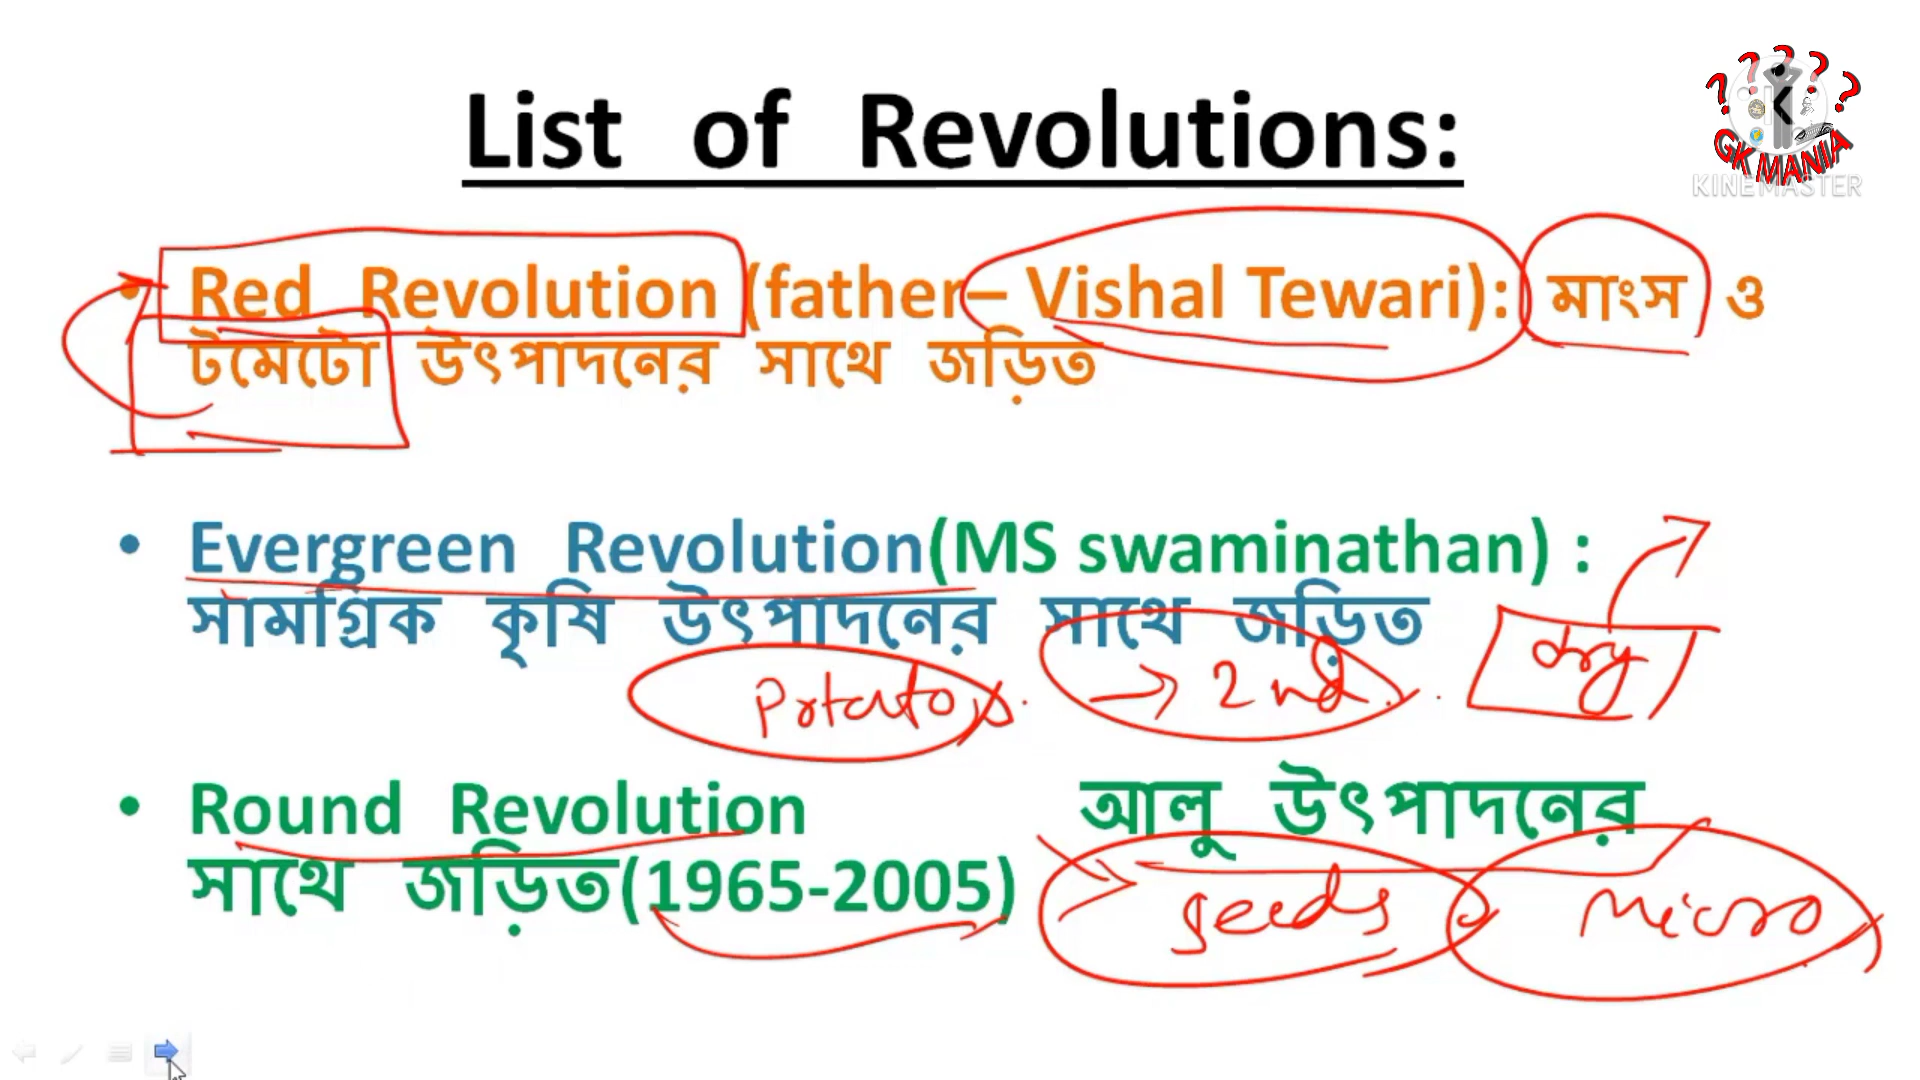 List of Revolutions:
GK MANIA
KINEMASTER
• Red Revolution (father– Vishal Tewari): মাংস ও
টমেটো উৎপাদনের সাথে জড়িত
• Evergreen Revolution(MS swaminathan) :
সামগ্রিক কৃষি উৎপাদনের সাথে জড়িত
dry
→ 2nd.
• Round Revolution আলু উৎপাদনের
সাথে জড়িত(1965-2005)
seeds micro